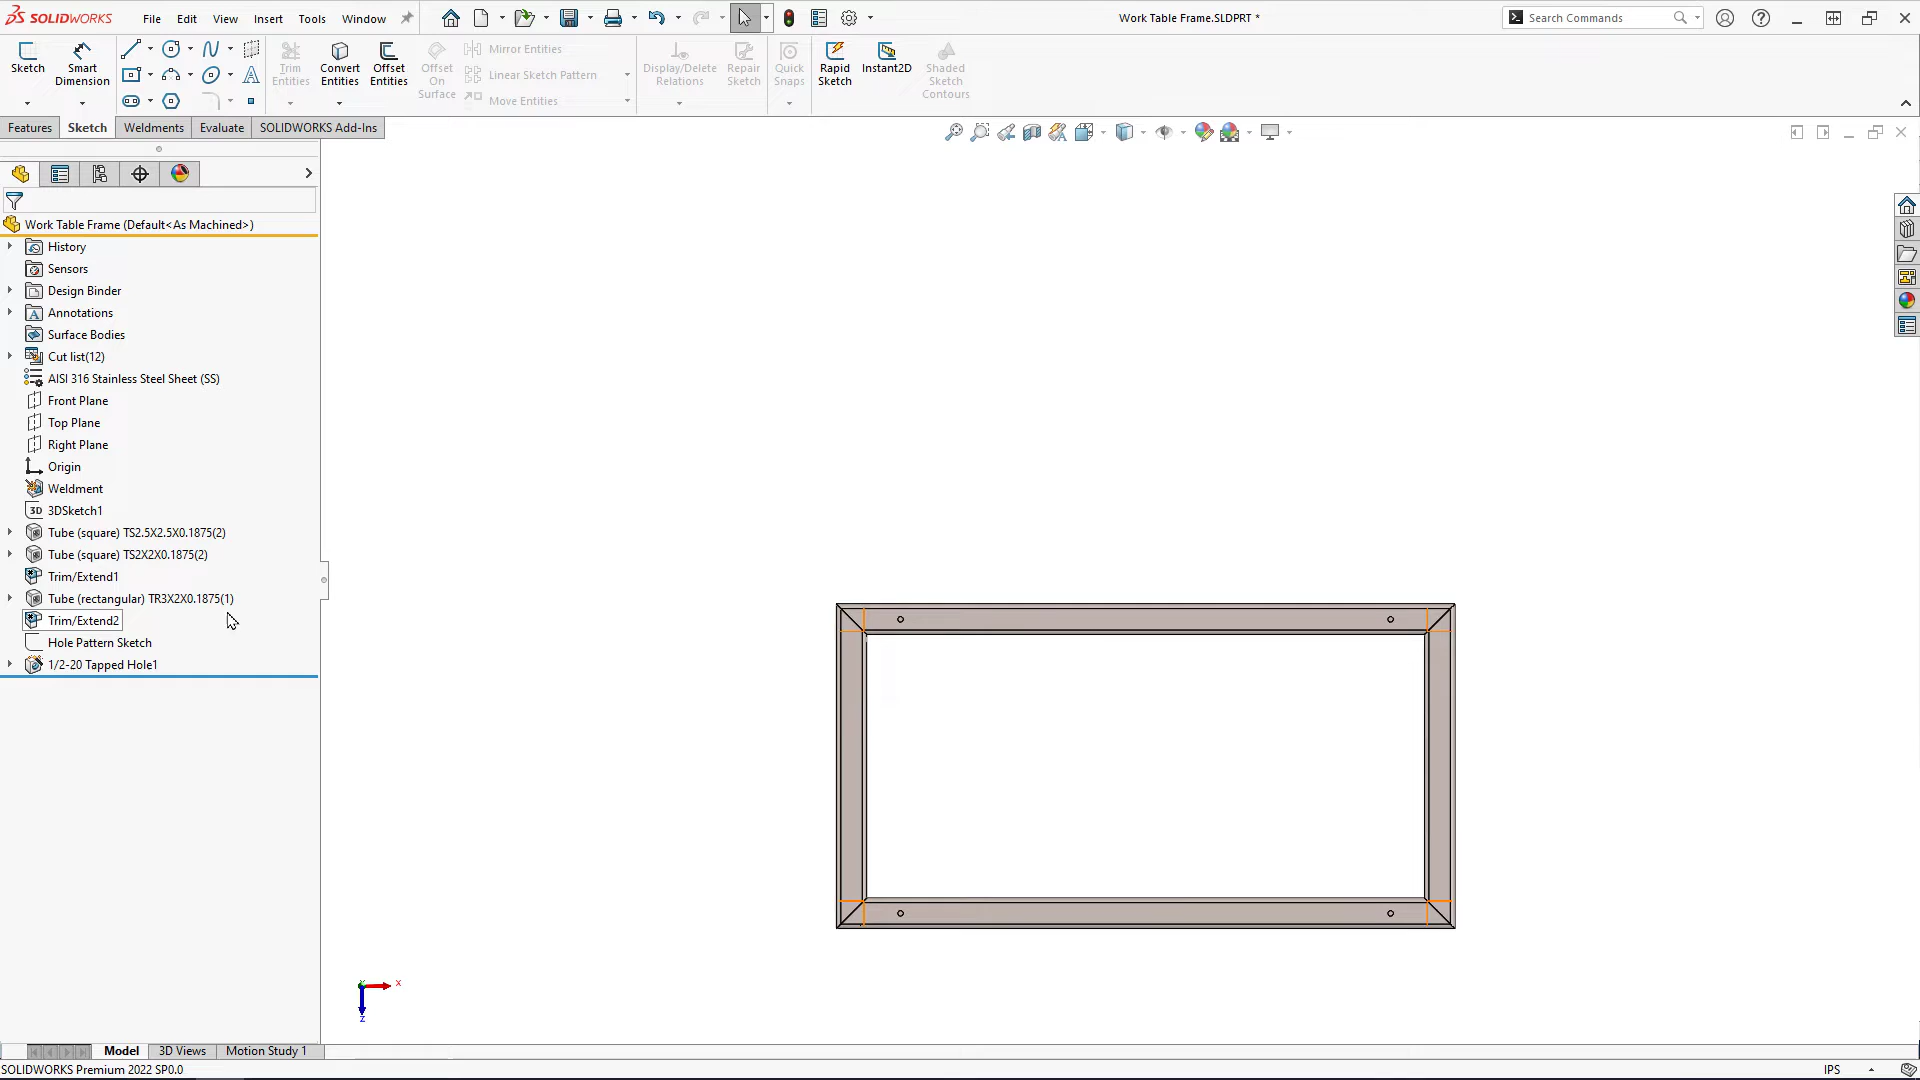 SOLIDWORKS File Edit View Insert Tools Window Work Table Frame.SLDPRT * Search Commands
Sketch Smart Dimension Trim Entities Convert Entities Offset Entities Offset On Surface Mirror Entities Linear Sketch Pattern Move Entities Display/Delete Relations Repair Sketch Quick Snaps Rapid Sketch Instant2D Shaded Sketch Contours
Features Sketch Weldments Evaluate SOLIDWORKS Add-Ins
Work Table Frame (Default<As Machined>)
History
Sensors
Design Binder
Annotations
Surface Bodies
Cut list(12)
AISI 316 Stainless Steel Sheet (SS)
Front Plane
Top Plane
Right Plane
Origin
Weldment
3D 3DSketch1
Tube (square) TS2.5X2.5X0.1875(2)
Tube (square) TS2X2X0.1875(2)
Trim/Extend1
Tube (rectangular) TR3X2X0.1875(1)
Trim/Extend2
Hole Pattern Sketch
1/2-20 Tapped Hole1
X
Z
Model 3D Views Motion Study 1
SOLIDWORKS Premium 2022 SP0.0 IPS